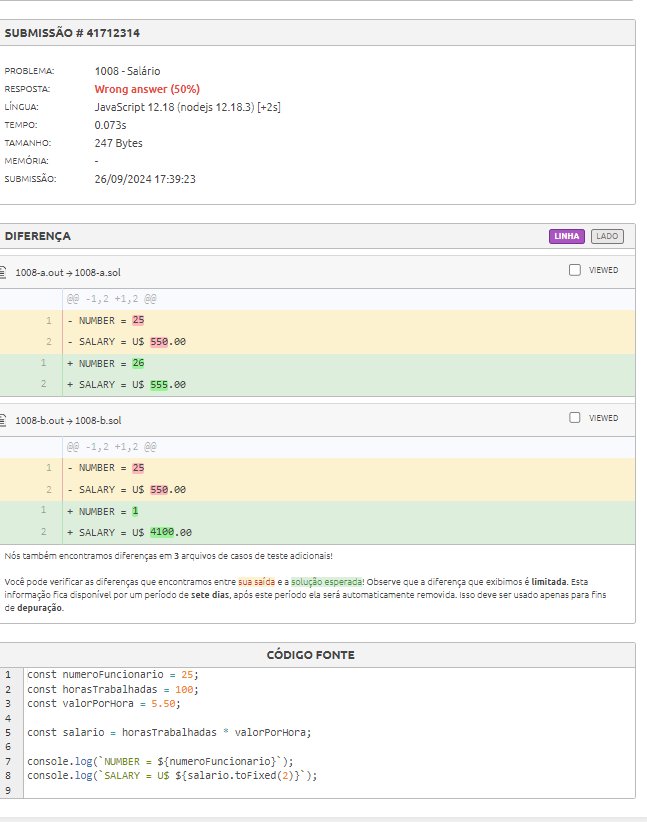 SUBMISSÃO # 41712314
PROBLEMA: 1008 - Salário
RESPOSTA: Wrong answer (50%)
LÍNGUA: JavaScript 12.18 (nodejs 12.18.3) [+2s]
TEMPO: 0.073s
TAMANHO: 247 Bytes
MEMÓRIA: -
SUBMISSÃO: 26/09/2024 17:39:23
DIFERENÇA LINHA LADO
1008-a.out → 1008-a.sol VIEWED
@@ -1,2 +1,2 @@
1 - NUMBER = 25
2 - SALARY = U$ 550.00
1 + NUMBER = 26
2 + SALARY = U$ 555.00
1008-b.out → 1008-b.sol VIEWED
@@ -1,2 +1,2 @@
1 - NUMBER = 25
2 - SALARY = U$ 550.00
1 + NUMBER = 1
2 + SALARY = U$ 4100.00
Nós também encontramos diferenças em 3 arquivos de casos de teste adicionais!
Você pode verificar as diferenças que encontramos entre sua saída e a solução esperada! Observe que a diferença que exibimos é limitada. Esta
informação fica disponível por um período de sete dias, após este período ela será automaticamente removida. Isso deve ser usado apenas para fins
de depuração.
CÓDIGO FONTE
1 const numeroFuncionario = 25;
2 const horasTrabalhadas = 100;
3 const valorPorHora = 5.50;
4
5 const salario = horasTrabalhadas * valorPorHora;
6
7 console.log(`NUMBER = ${numeroFuncionario}`);
8 console.log(`SALARY = U$ ${salario.toFixed(2)}`);
9